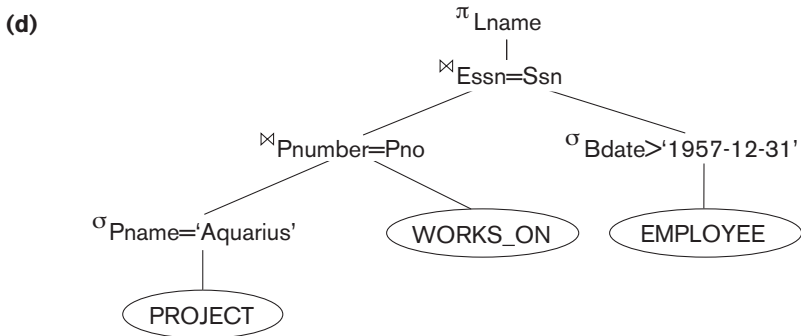 (d)
π Lname
⋈ Essn=Ssn
⋈ Pnumber=Pno
σ Bdate>‘1957-12-31’
σ Pname=‘Aquarius’
WORKS_ON
EMPLOYEE
PROJECT